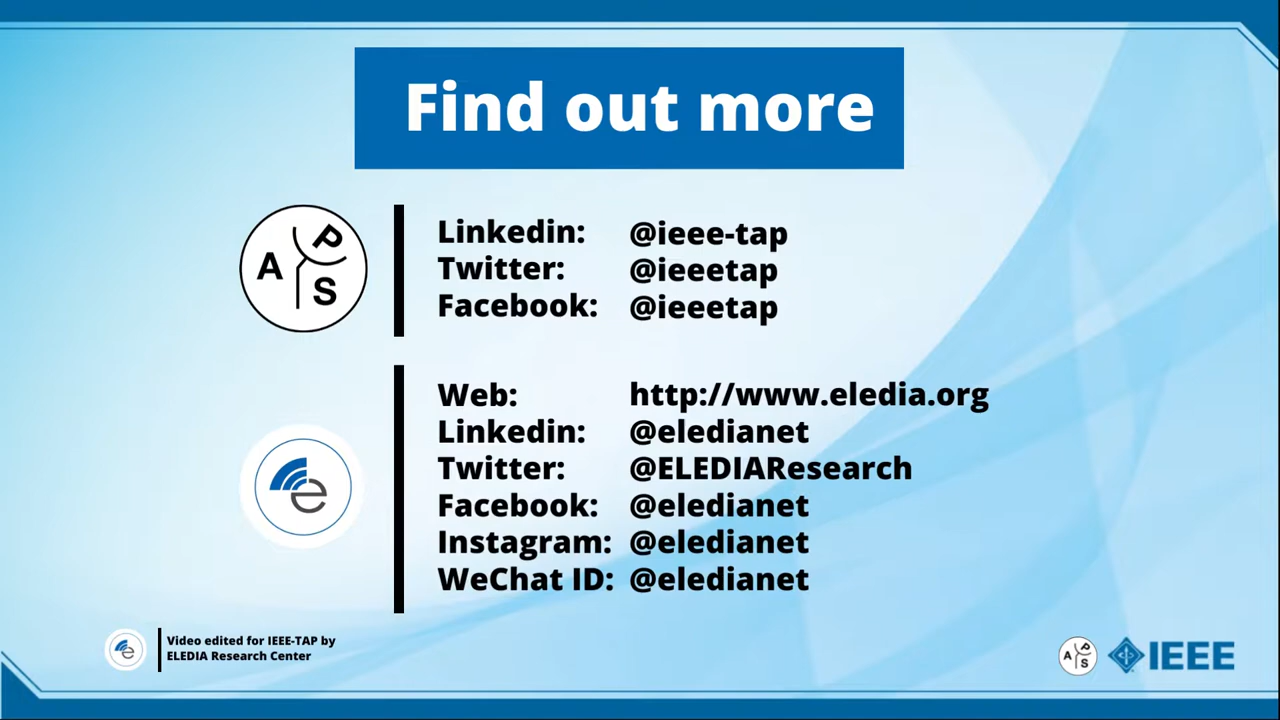 Find out more
A P S
Linkedin: @ieee-tap
Twitter: @ieeetap
Facebook: @ieeetap
e
Web: http://www.eledia.org
Linkedin: @eledianet
Twitter: @ELEDIAResearch
Facebook: @eledianet
Instagram: @eledianet
WeChat ID: @eledianet
e
Video edited for IEEE-TAP by
ELEDIA Research Center
A P S
IEEE